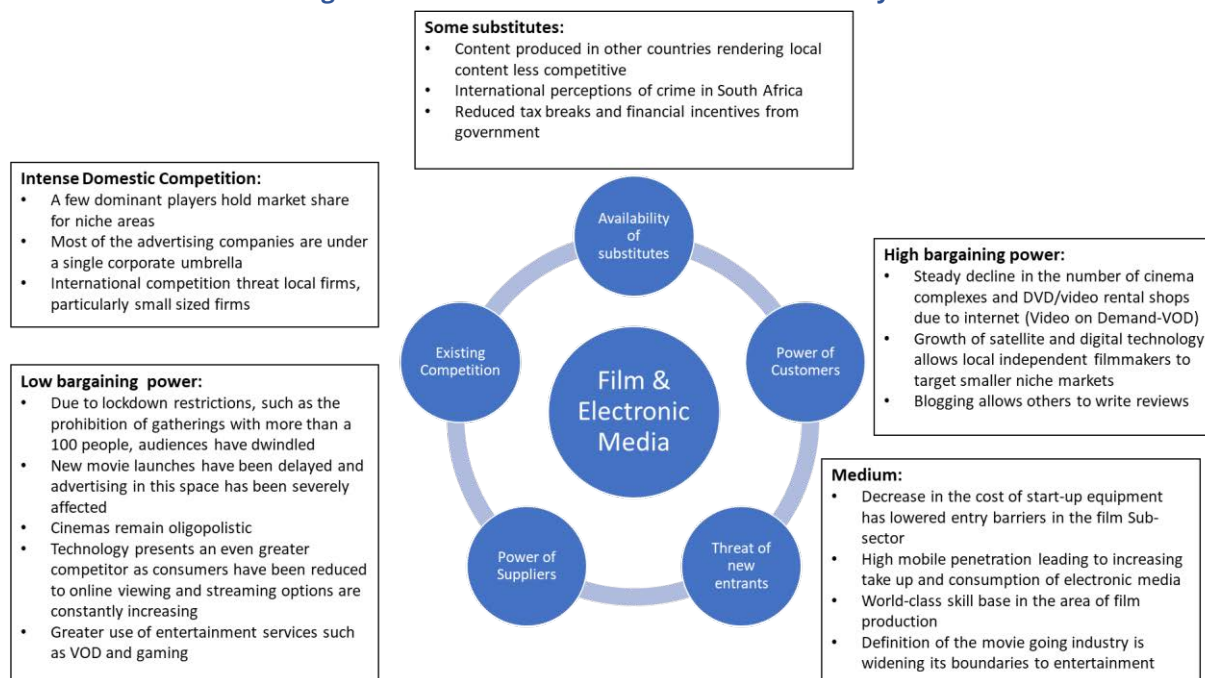 Some substitutes:
• Content produced in other countries rendering local
content less competitive
• International perceptions of crime in South Africa
• Reduced tax breaks and financial incentives from
government
Intense Domestic Competition:
• A few dominant players hold market share
for niche areas
• Most of the advertising companies are under
a single corporate umbrella
• International competition threat local firms,
particularly small sized firms
Availability
of
substitutes
High bargaining power:
• Steady decline in the number of cinema
complexes and DVD/video rental shops
due to internet (Video on Demand-VOD)
• Growth of satellite and digital technology
allows local independent filmmakers to
target smaller niche markets
• Blogging allows others to write reviews
Existing
Competition
Film &
Electronic
Media
Power of
Customers
Low bargaining power:
• Due to lockdown restrictions, such as the
prohibition of gatherings with more than a
100 people, audiences have dwindled
• New movie launches have been delayed and
advertising in this space has been severely
affected
• Cinemas remain oligopolistic
• Technology presents an even greater
competitor as consumers have been reduced
to online viewing and streaming options are
constantly increasing
• Greater use of entertainment services such
as VOD and gaming
Power of
Suppliers
Threat of
new
entrants
Medium:
• Decrease in the cost of start-up equipment
has lowered entry barriers in the film Sub-
sector
• High mobile penetration leading to increasing
take up and consumption of electronic media
• World-class skill base in the area of film
production
• Definition of the movie going industry is
widening its boundaries to entertainment